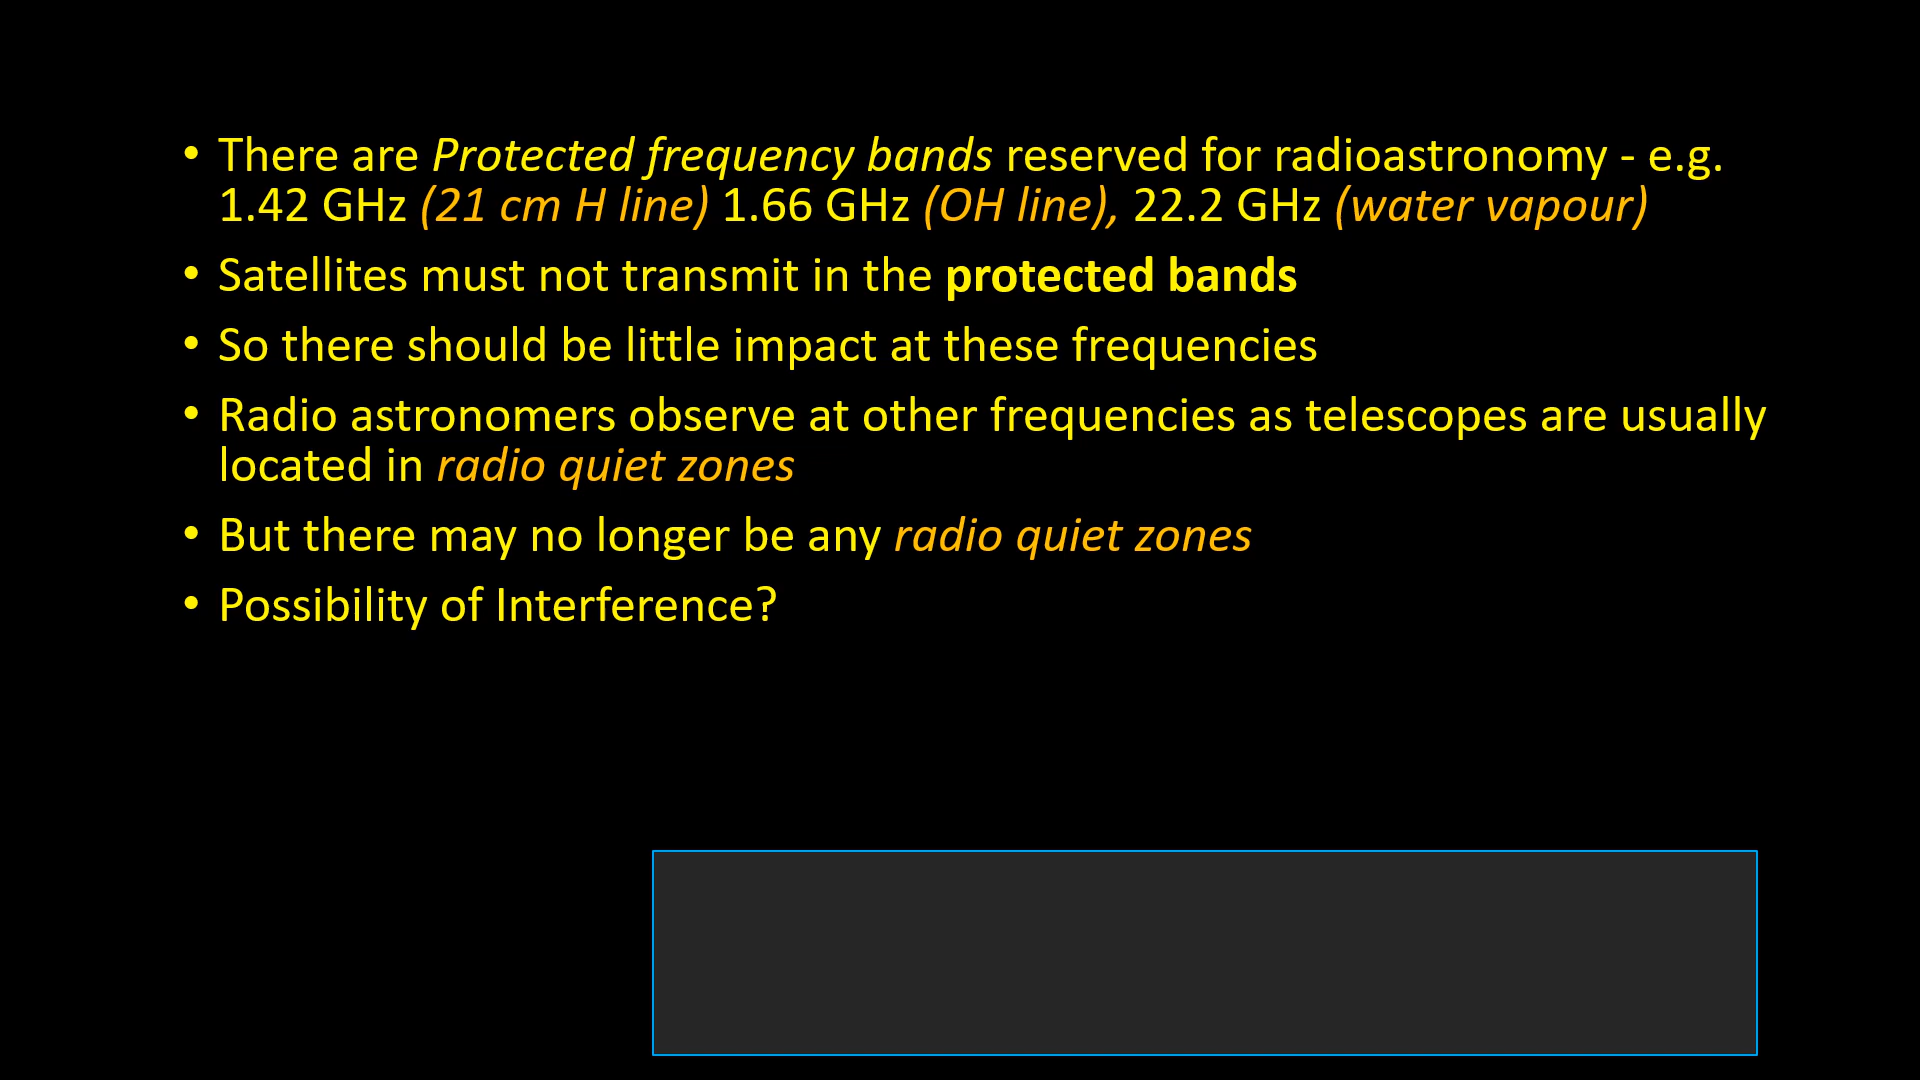 • There are Protected frequency bands reserved for radioastronomy - e.g.
1.42 GHz (21 cm H line) 1.66 GHz (OH line), 22.2 GHz (water vapour)
• Satellites must not transmit in the protected bands
• So there should be little impact at these frequencies
• Radio astronomers observe at other frequencies as telescopes are usually
located in radio quiet zones
• But there may no longer be any radio quiet zones
• Possibility of Interference?